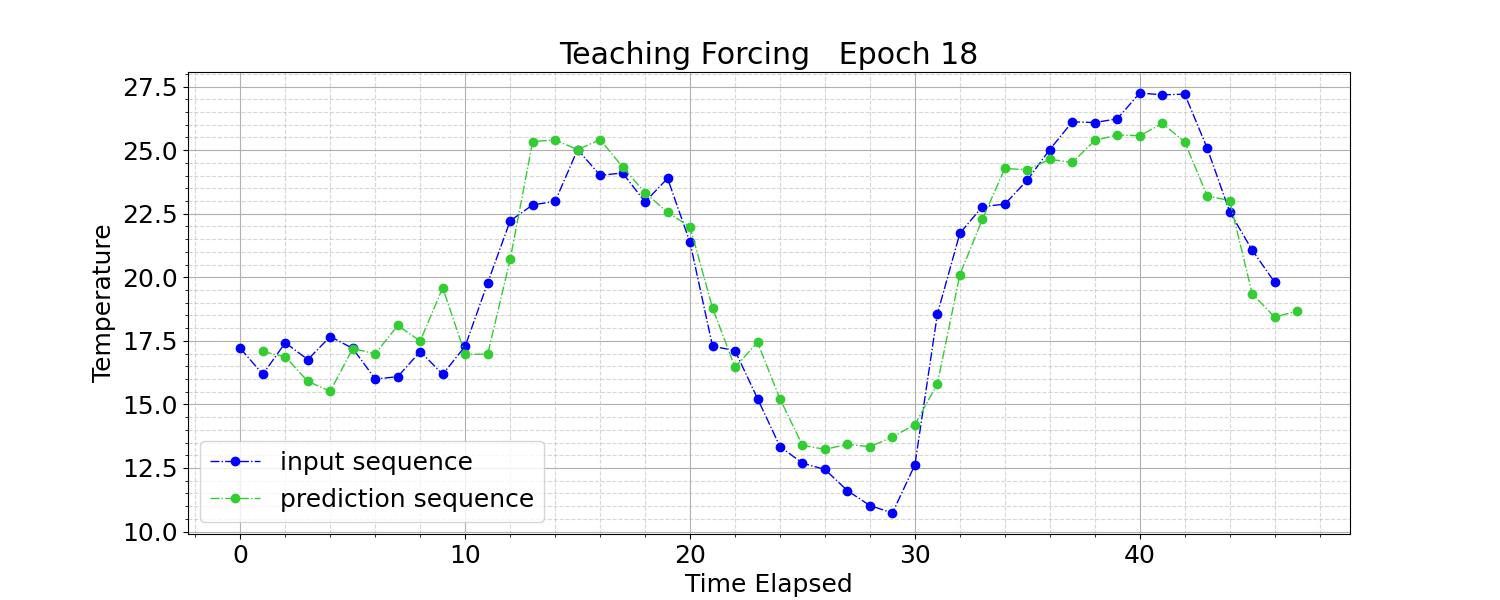 Teaching Forcing   Epoch 18
Temperature
27.5
25.0
22.5
20.0
17.5
15.0
12.5
10.0
input sequence
prediction sequence
0 10 20 30 40
Time Elapsed